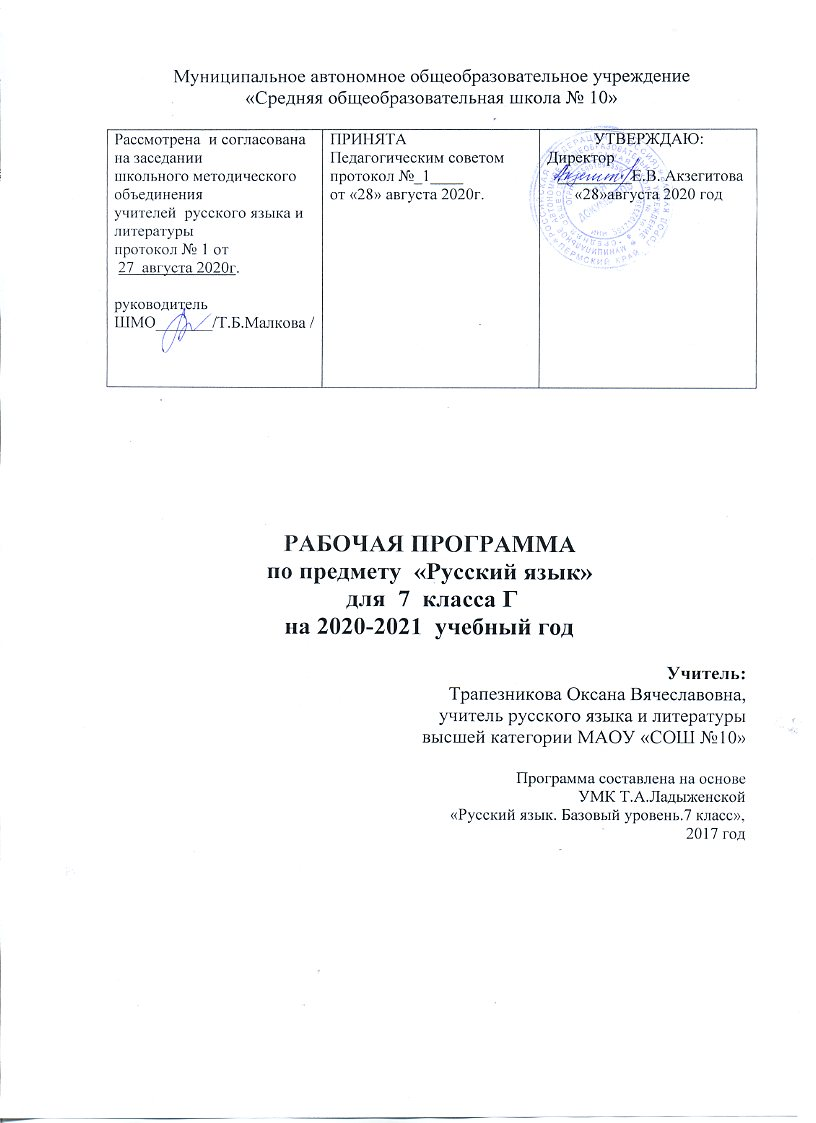 Муниципальное автономное общеобразовательное учреждение
«Средняя общеобразовательная школа № 10»
Рассмотрена и согласована
на заседании
школьного методического
объединения
учителей русского языка и
литературы
протокол № 1 от
27 августа 2020г.
руководитель
ШМО_______/Т.Б.Малкова /
ПРИНЯТА
Педагогическим советом
протокол №_1____
от «28» августа 2020г.
УТВЕРЖДАЮ:
Директор
Е.В. Акзегитова
«28»августа 2020 год
РАБОЧАЯ ПРОГРАММА
по предмету «Русский язык»
для 7 класса Г
на 2020-2021 учебный год
Учитель:
Трапезникова Оксана Вячеславовна,
учитель русского языка и литературы
высшей категории МАОУ «СОШ №10»
Программа составлена на основе
УМК Т.А.Ладыженской
«Русский язык. Базовый уровень.7 класс»,
2017 год